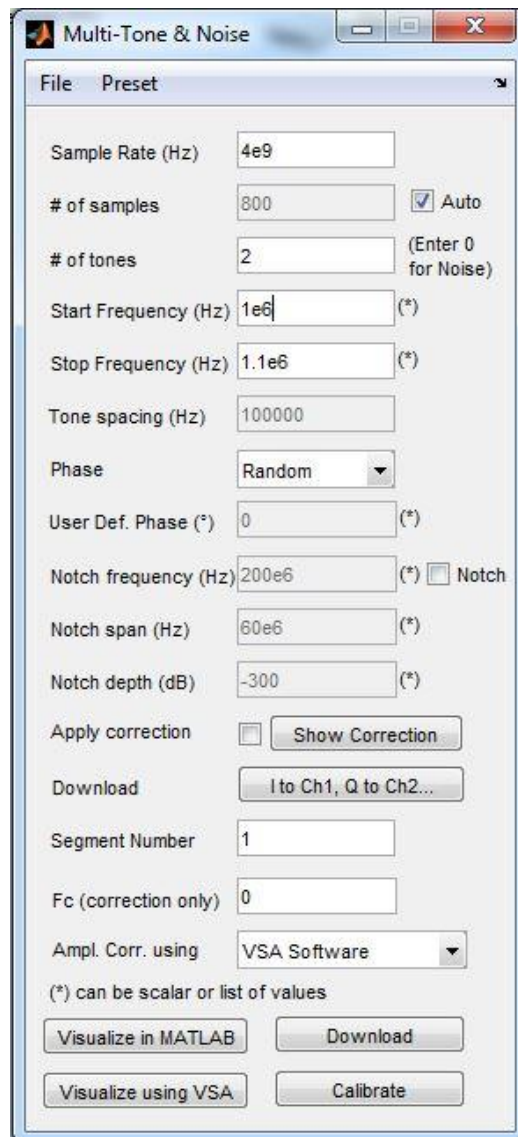 Multi-Tone & Noise
File Preset
Sample Rate (Hz) 4e9
# of samples 800 Auto
# of tones 2 (Enter 0 for Noise)
Start Frequency (Hz) 1e6 (*)
Stop Frequency (Hz) 1.1e6 (*)
Tone spacing (Hz) 100000
Phase Random
User Def. Phase (°) 0 (*)
Notch frequency (Hz) 200e6 (*) Notch
Notch span (Hz) 60e6 (*)
Notch depth (dB) -300 (*)
Apply correction Show Correction
Download I to Ch1, Q to Ch2...
Segment Number 1
Fc (correction only) 0
Ampl. Corr. using VSA Software
(*) can be scalar or list of values
Visualize in MATLAB Download
Visualize using VSA Calibrate